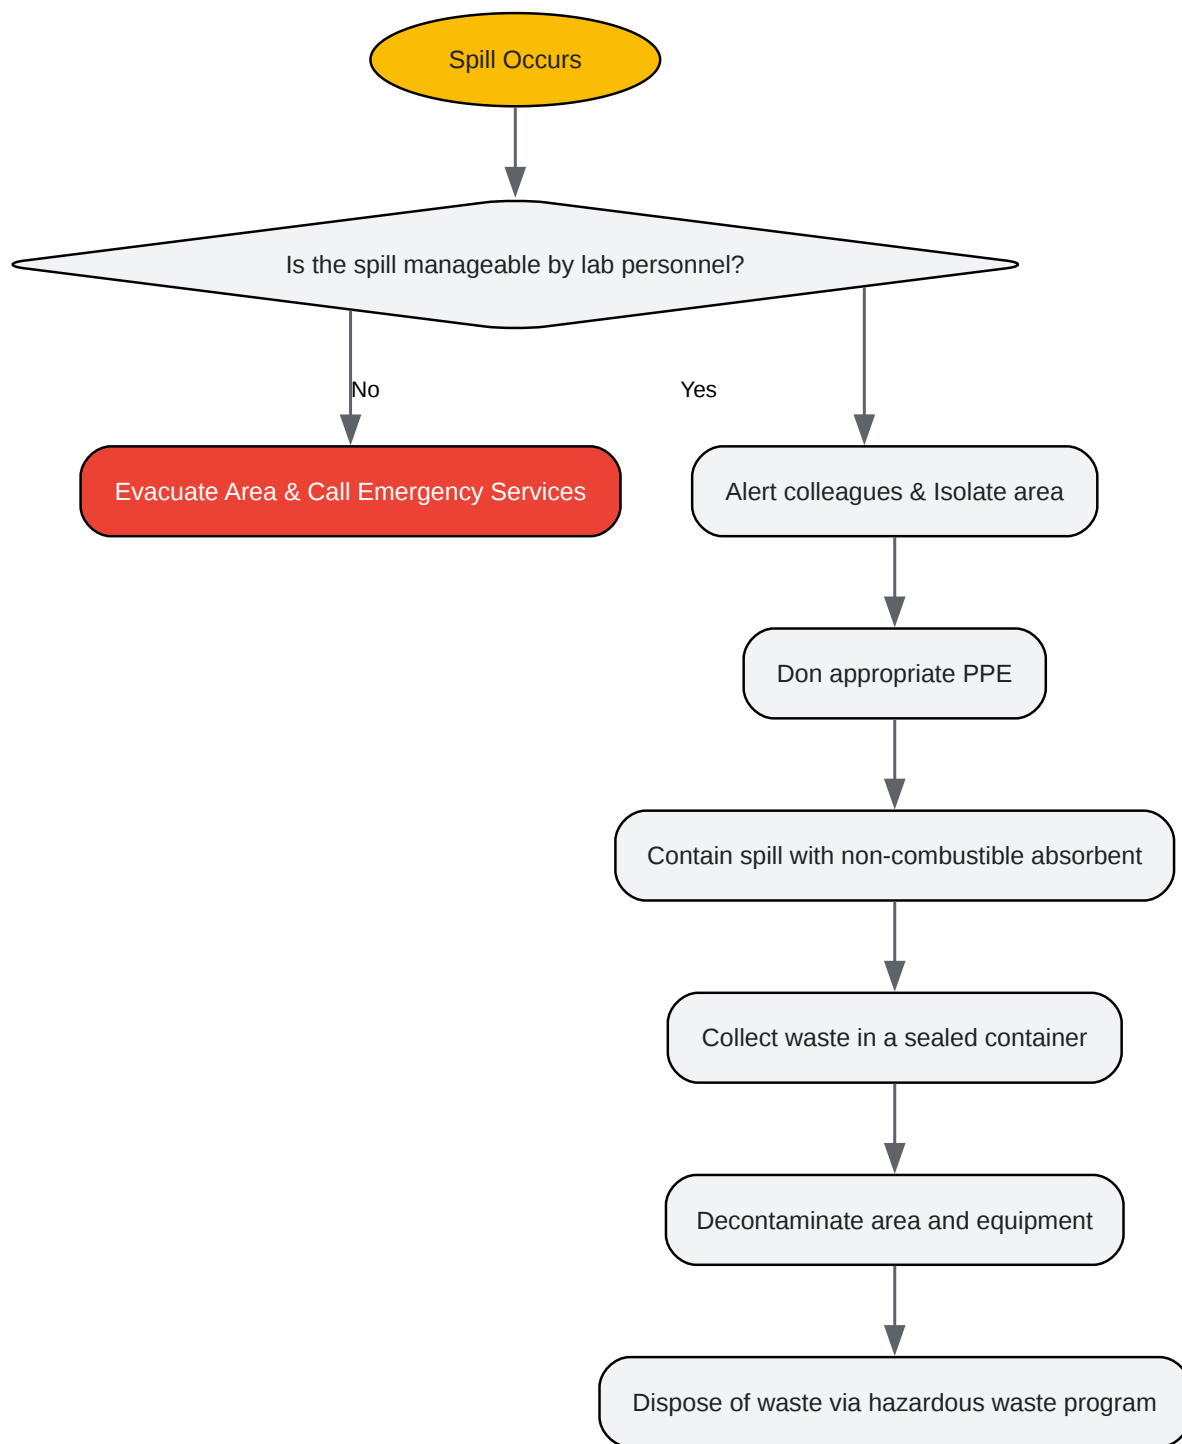 Spill Occurs
Is the spill manageable by lab personnel?
No
Yes
Evacuate Area & Call Emergency Services
Alert colleagues & Isolate area
Don appropriate PPE
Contain spill with non-combustible absorbent
Collect waste in a sealed container
Decontaminate area and equipment
Dispose of waste via hazardous waste program